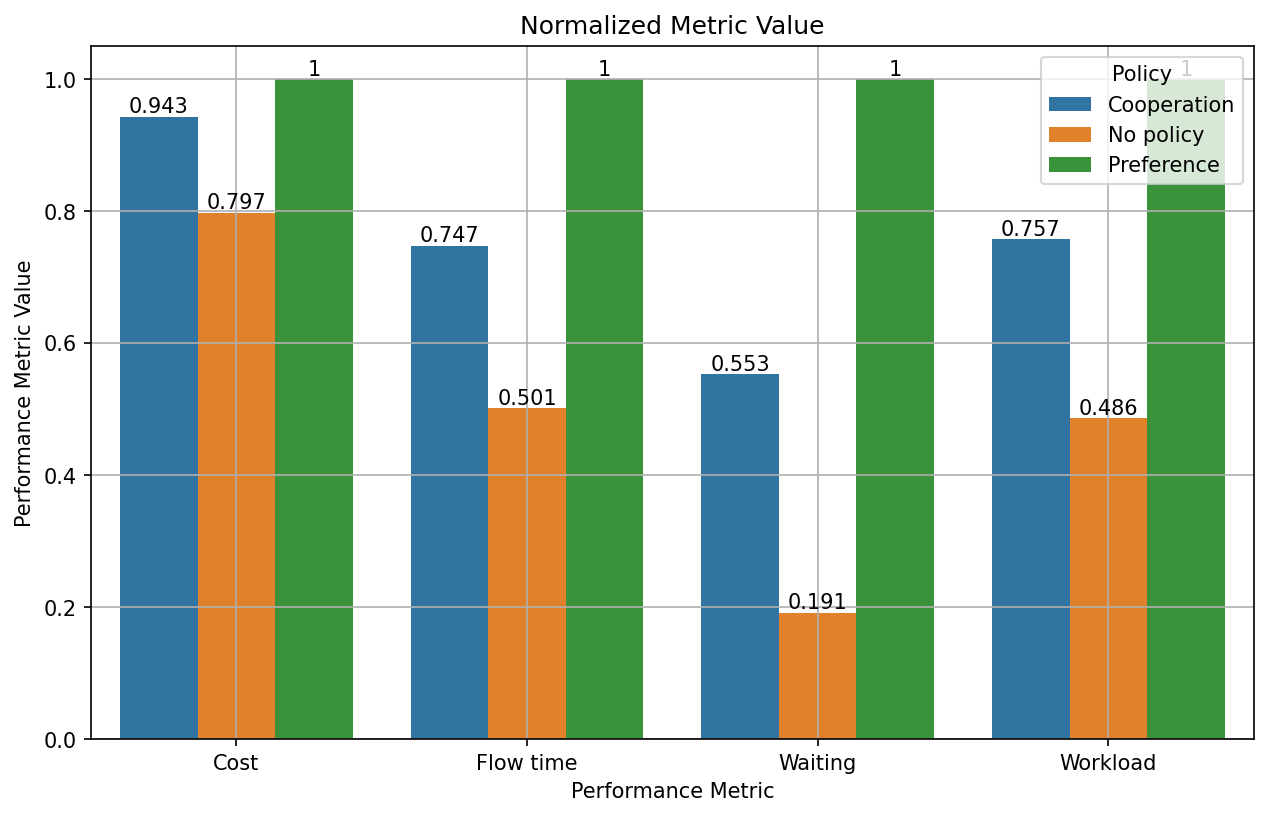 Normalized Metric Value
Performance Metric Value
1.0
0.8
0.6
0.4
0.2
0.0
0.943
0.797
1
0.747
0.501
1
0.553
0.191
1
0.757
0.486
1
Policy
Cooperation
No policy
Preference
Cost
Flow time
Waiting
Workload
Performance Metric